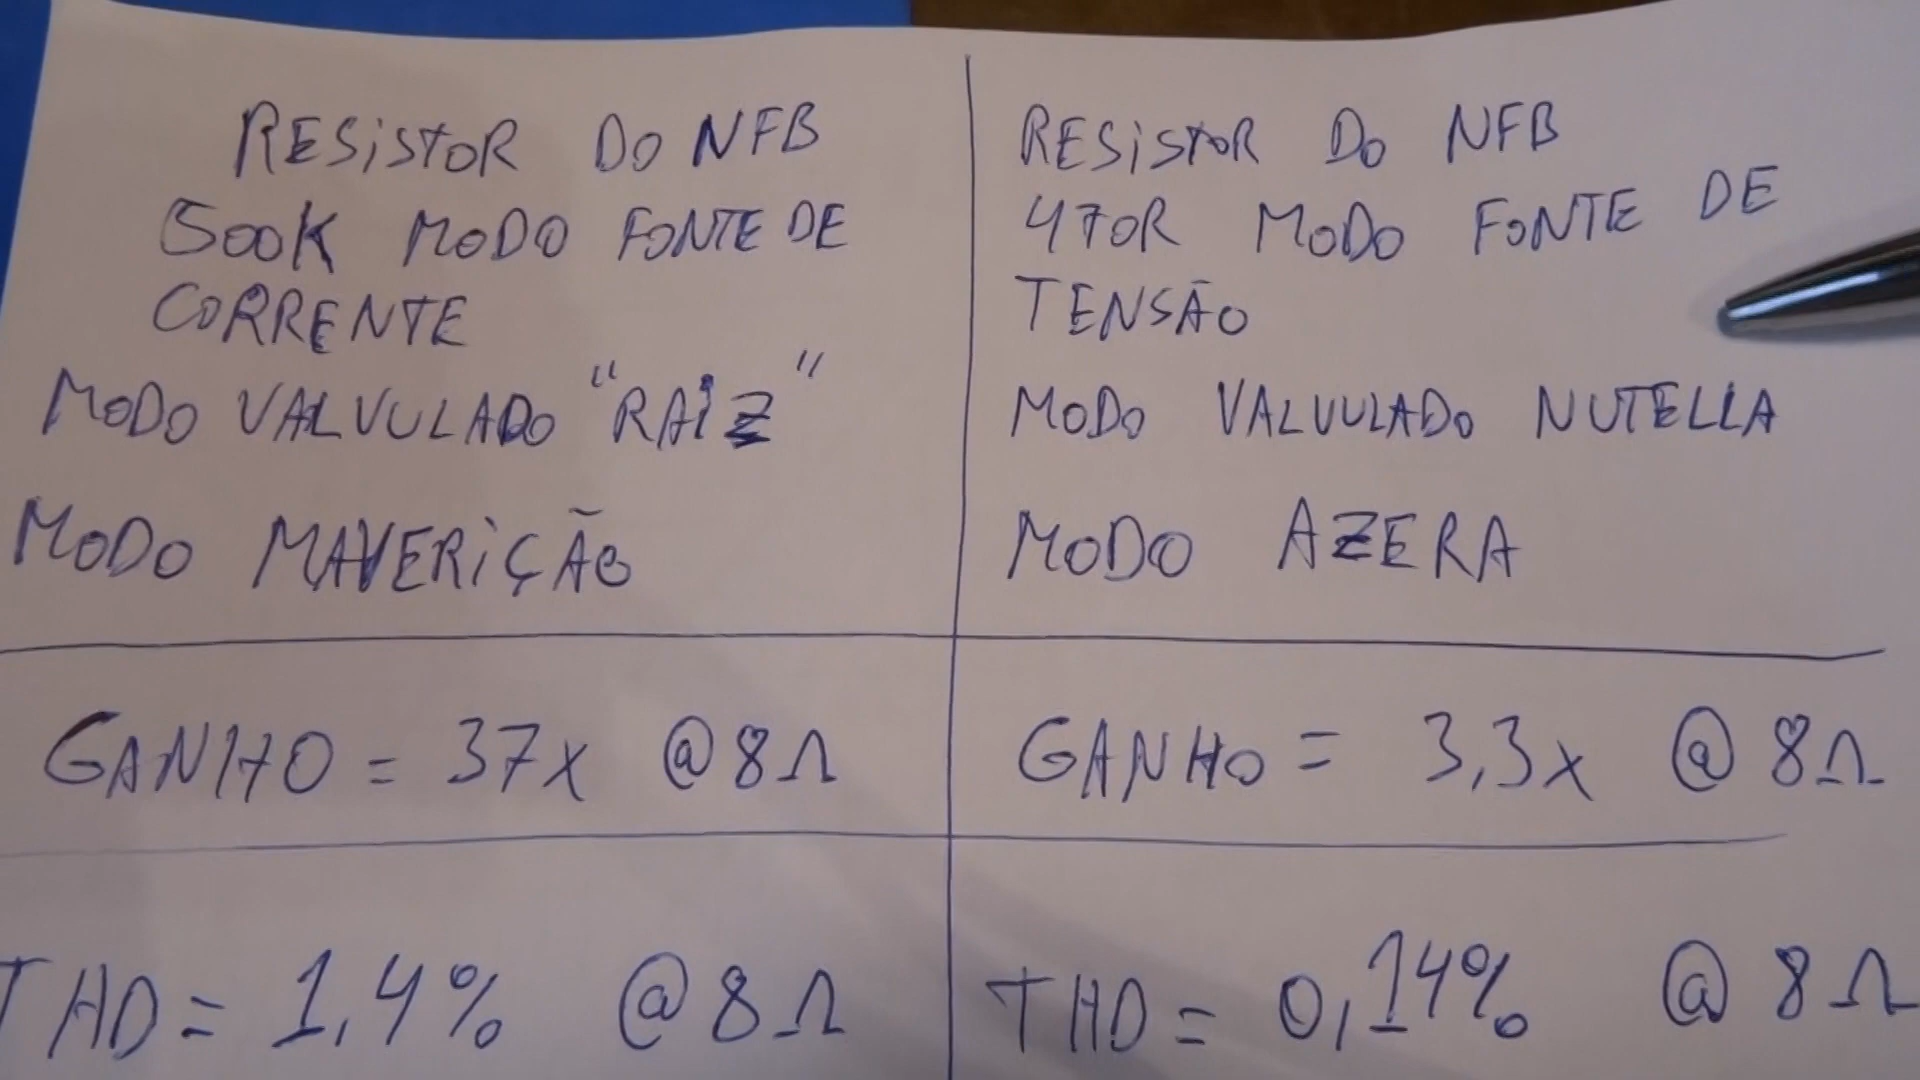 RESiSTOR DO NFB
500K MODO FONTE DE
CORRENTE
MODO VALVULADO "RAiZ"
MODO MAVERiÇÃO
GANHO = 37x @ 8Ω
THD = 1,4% @ 8Ω
RESiSTOR DO NFB
470R MODO FONTE DE
TENSÃO
MODO VALVULADO NUTELLA
MODO AZERA
GANHO = 3,3x @ 8Ω
THD = 0,14% @ 8Ω